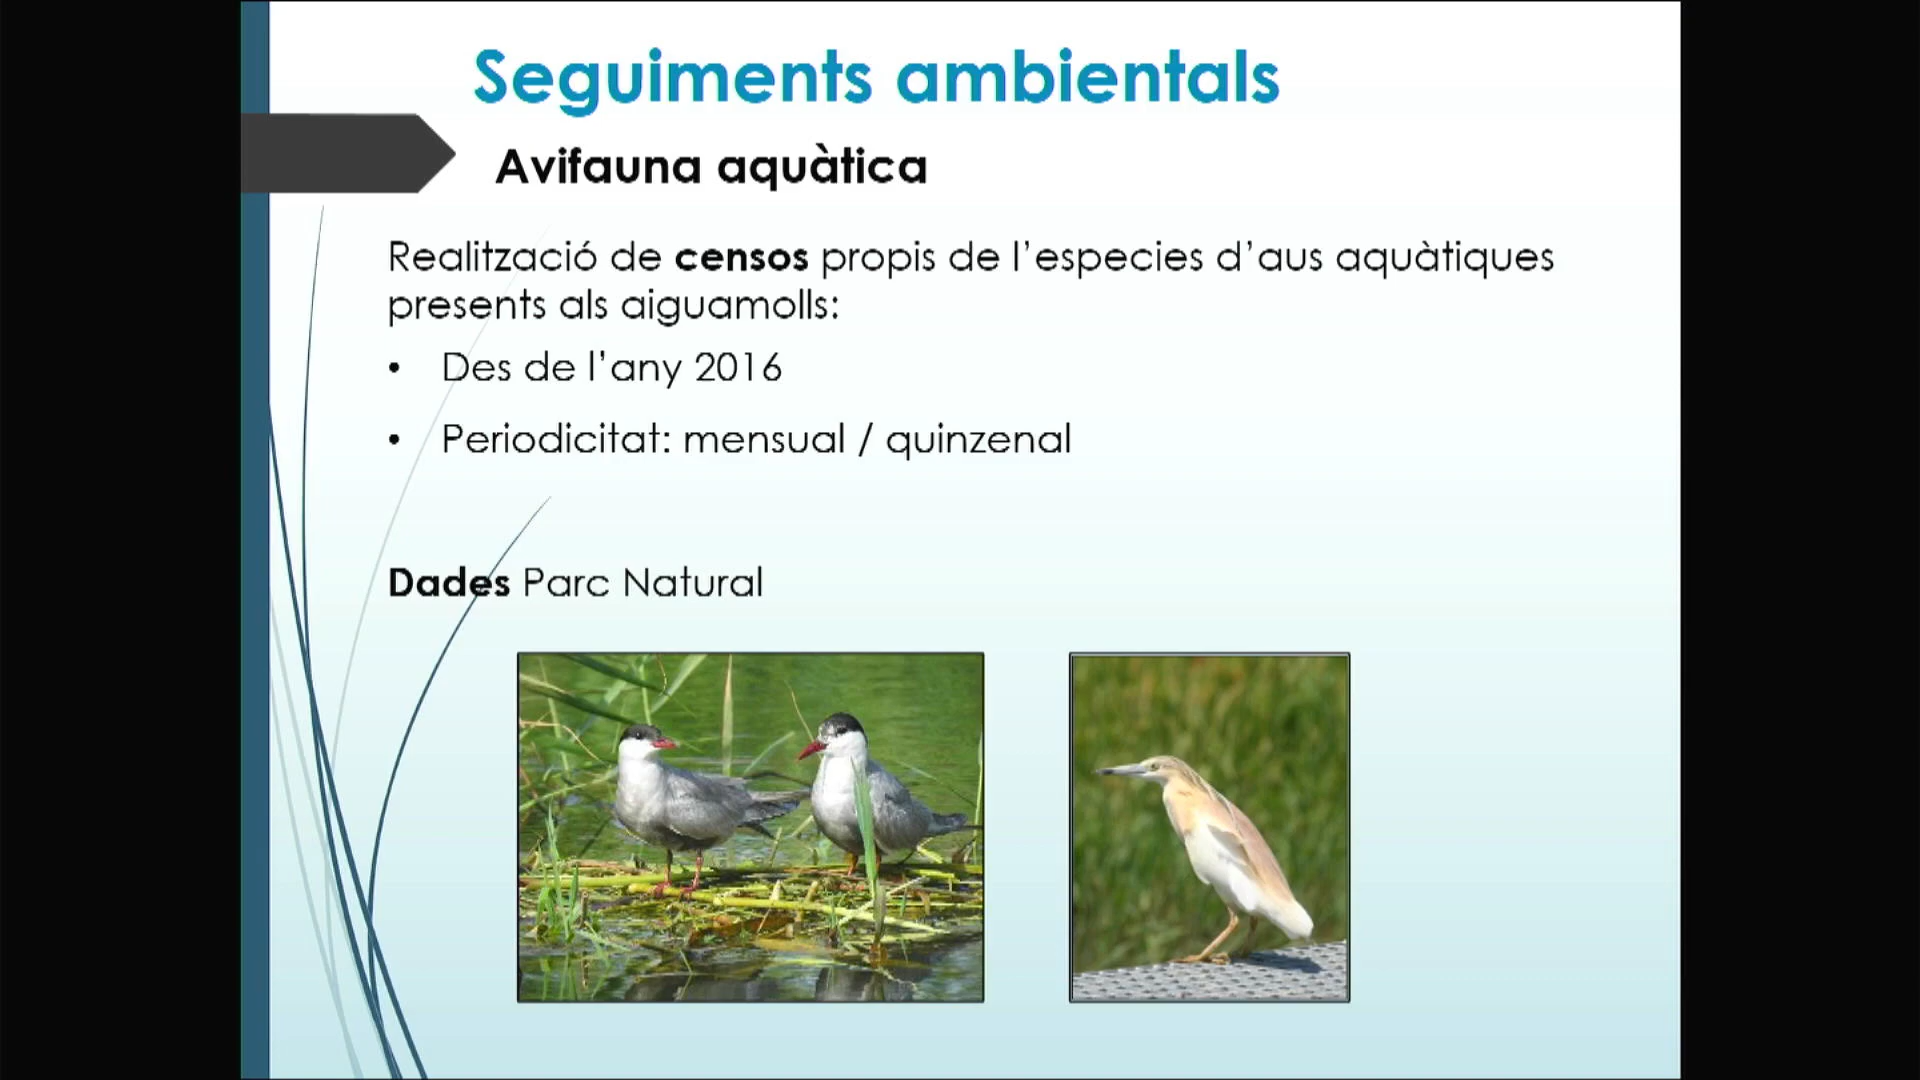 Seguiments ambientals
Avifauna aquàtica
Realització de censos propis de l’especies d’aus aquàtiques
presents als aiguamolls:
• Des de l’any 2016
• Periodicitat: mensual / quinzenal
Dades Parc Natural